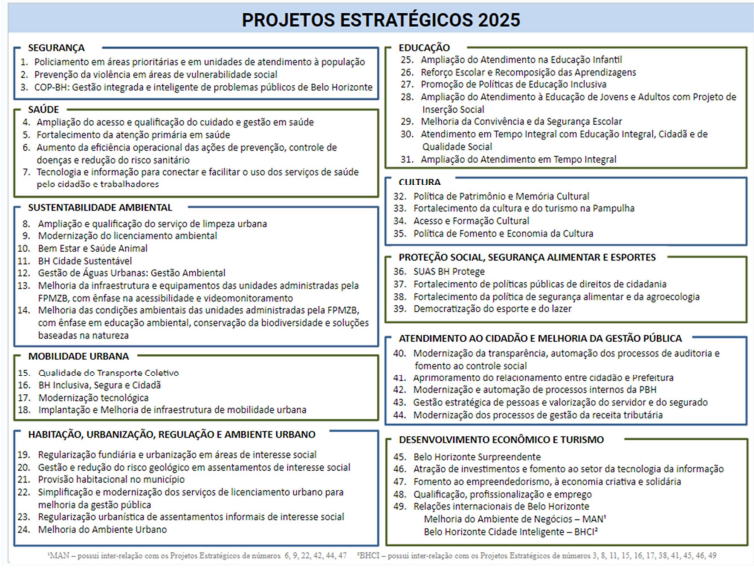 PROJETOS ESTRATÉGICOS 2025
SEGURANÇA
1. Policiamento em áreas prioritárias e em unidades de atendimento à população
2. Prevenção da violência em áreas de vulnerabilidade social
3. COP-BH: Gestão integrada e inteligente de problemas públicos de Belo Horizonte
SAÚDE
4. Ampliação do acesso e qualificação do cuidado e gestão em saúde
5. Fortalecimento da atenção primária em saúde
6. Aumento da eficiência operacional das ações de prevenção, controle de
doenças e redução do risco sanitário
7. Tecnologia e informação para conectar e facilitar o uso dos serviços de saúde
pelo cidadão e trabalhadores
SUSTENTABILIDADE AMBIENTAL
8. Ampliação e qualificação do serviço de limpeza urbana
9. Modernização do licenciamento ambiental
10. Bem Estar e Saúde Animal
11. BH Cidade Sustentável
12. Gestão de Águas Urbanas: Gestão Ambiental
13. Melhoria da infraestrutura e equipamentos das unidades administradas pela
FPMZB, com ênfase na acessibilidade e videomonitoramento
14. Melhoria das condições ambientais das unidades administradas pela FPMZB,
com ênfase em educação ambiental, conservação da biodiversidade e soluções
baseadas na natureza
MOBILIDADE URBANA
15. Qualidade do Transporte Coletivo
16. BH Inclusiva, Segura e Cidadã
17. Modernização tecnológica
18. Implantação e Melhoria de infraestrutura de mobilidade urbana
HABITAÇÃO, URBANIZAÇÃO, REGULAÇÃO E AMBIENTE URBANO
19. Regularização fundiária e urbanização em áreas de interesse social
20. Gestão e redução do risco geológico em assentamentos de interesse social
21. Provisão habitacional no município
22. Simplificação e modernização dos serviços de licenciamento urbano para
melhoria da gestão pública
23. Regularização urbanística de assentamentos informais de interesse social
24. Melhoria do Ambiente Urbano
EDUCAÇÃO
25. Ampliação do Atendimento na Educação Infantil
26. Reforço Escolar e Recomposição das Aprendizagens
27. Promoção de Políticas de Educação Inclusiva
28. Ampliação do Atendimento à Educação de Jovens e Adultos com Projeto de
Inserção Social
29. Melhoria da Convivência e da Segurança Escolar
30. Atendimento em Tempo Integral com Educação Integral, Cidadã e de
Qualidade Social
31. Ampliação do Atendimento em Tempo Integral
CULTURA
32. Política de Patrimônio e Memória Cultural
33. Fortalecimento da cultura e do turismo na Pampulha
34. Acesso e Formação Cultural
35. Política de Fomento e Economia da Cultura
PROTEÇÃO SOCIAL, SEGURANÇA ALIMENTAR E ESPORTES
36. SUAS BH Protege
37. Fortalecimento de políticas públicas de direitos de cidadania
38. Fortalecimento da política de segurança alimentar e da agroecologia
39. Democratização do esporte e do lazer
ATENDIMENTO AO CIDADÃO E MELHORIA DA GESTÃO PÚBLICA
40. Modernização da transparência, automação dos processos de auditoria e
fomento ao controle social
41. Aprimoramento do relacionamento entre cidadão e Prefeitura
42. Modernização e automação de processos internos da PBH
43. Gestão estratégica de pessoas e valorização do servidor e do segurado
44. Modernização dos processos de gestão da receita tributária
DESENVOLVIMENTO ECONÔMICO E TURISMO
45. Belo Horizonte Surpreendente
46. Atração de investimentos e fomento ao setor da tecnologia da informação
47. Fomento ao empreendedorismo, à economia criativa e solidária
48. Qualificação, profissionalização e emprego
49. Relações internacionais de Belo Horizonte
Melhoria do Ambiente de Negócios – MAN¹
Belo Horizonte Cidade Inteligente – BHCI²
¹MAN – possui inter-relação com os Projetos Estratégicos de números 6, 9, 22, 42, 44, 47 ²BHCI – possui inter-relação com os Projetos Estratégicos de números 3, 8, 11, 15, 16, 17, 38, 41, 45, 46, 49